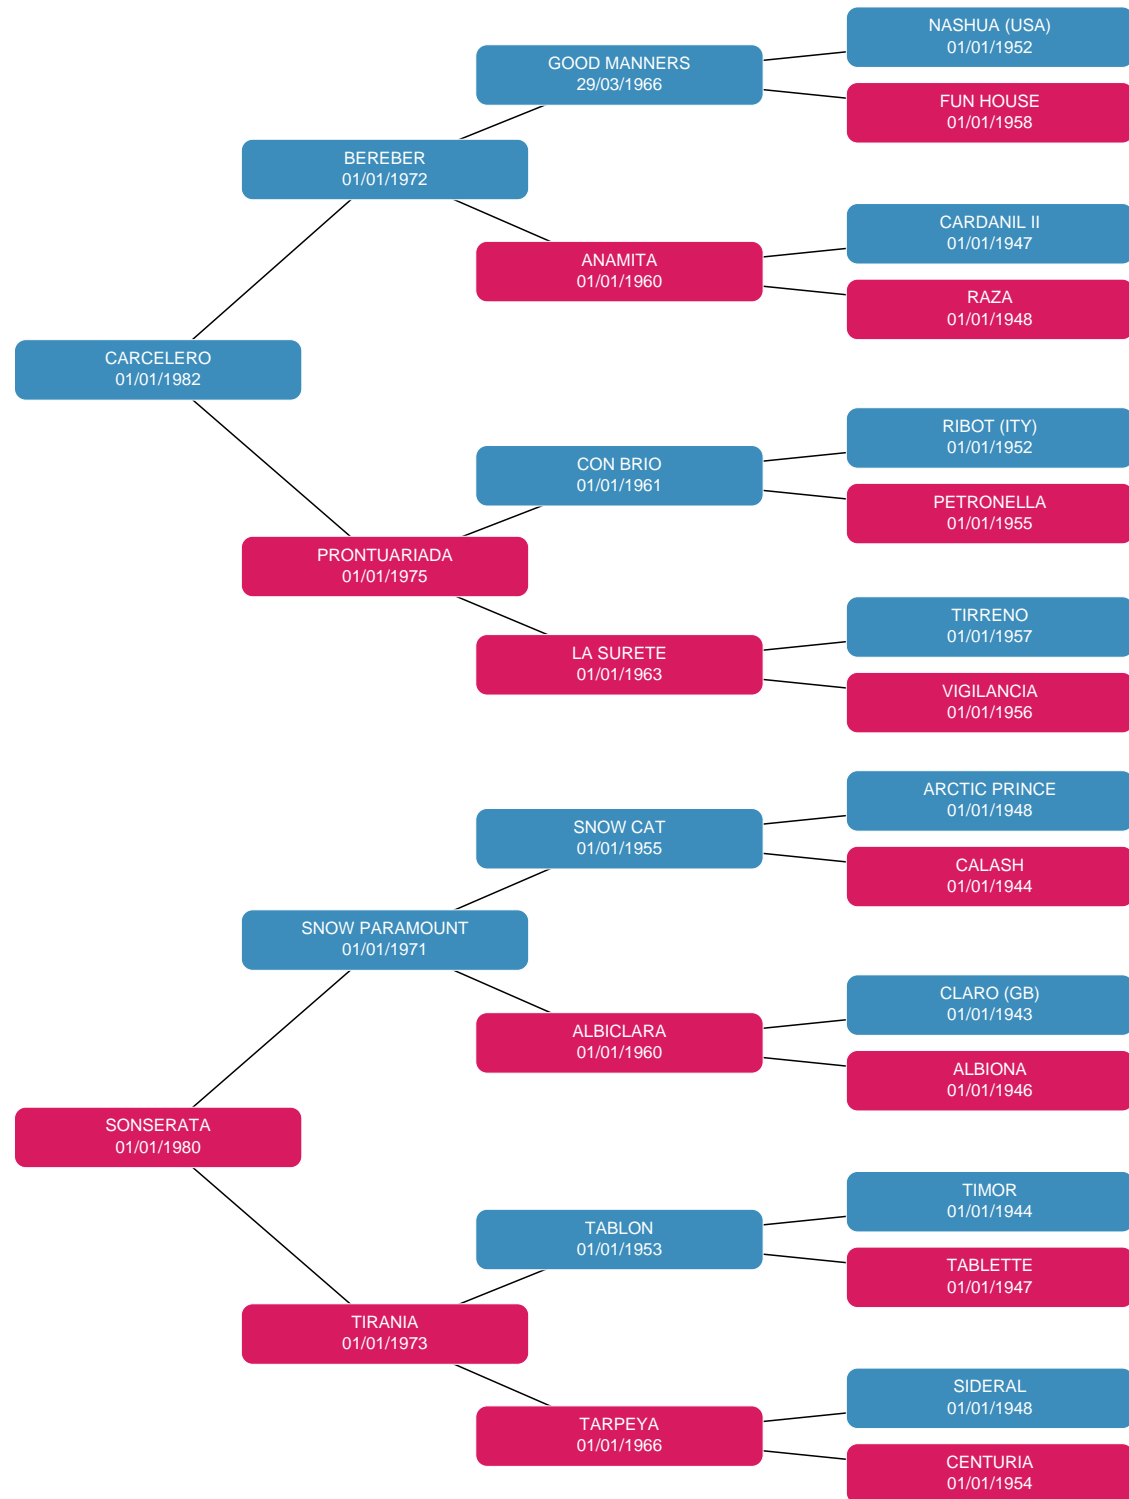 NASHUA (USA)
01/01/1952
GOOD MANNERS
29/03/1966
FUN HOUSE
01/01/1958
BEREBER
01/01/1972
CARDANIL II
01/01/1947
ANAMITA
01/01/1960
RAZA
01/01/1948
CARCELERO
01/01/1982
RIBOT (ITY)
01/01/1952
CON BRIO
01/01/1961
PETRONELLA
01/01/1955
PRONTUARIADA
01/01/1975
TIRRENO
01/01/1957
LA SURETE
01/01/1963
VIGILANCIA
01/01/1956
ARCTIC PRINCE
01/01/1948
SNOW CAT
01/01/1955
CALASH
01/01/1944
SNOW PARAMOUNT
01/01/1971
CLARO (GB)
01/01/1943
ALBICLARA
01/01/1960
ALBIONA
01/01/1946
SONSERATA
01/01/1980
TIMOR
01/01/1944
TABLON
01/01/1953
TABLETTE
01/01/1947
TIRANIA
01/01/1973
SIDERAL
01/01/1948
TARPEYA
01/01/1966
CENTURIA
01/01/1954